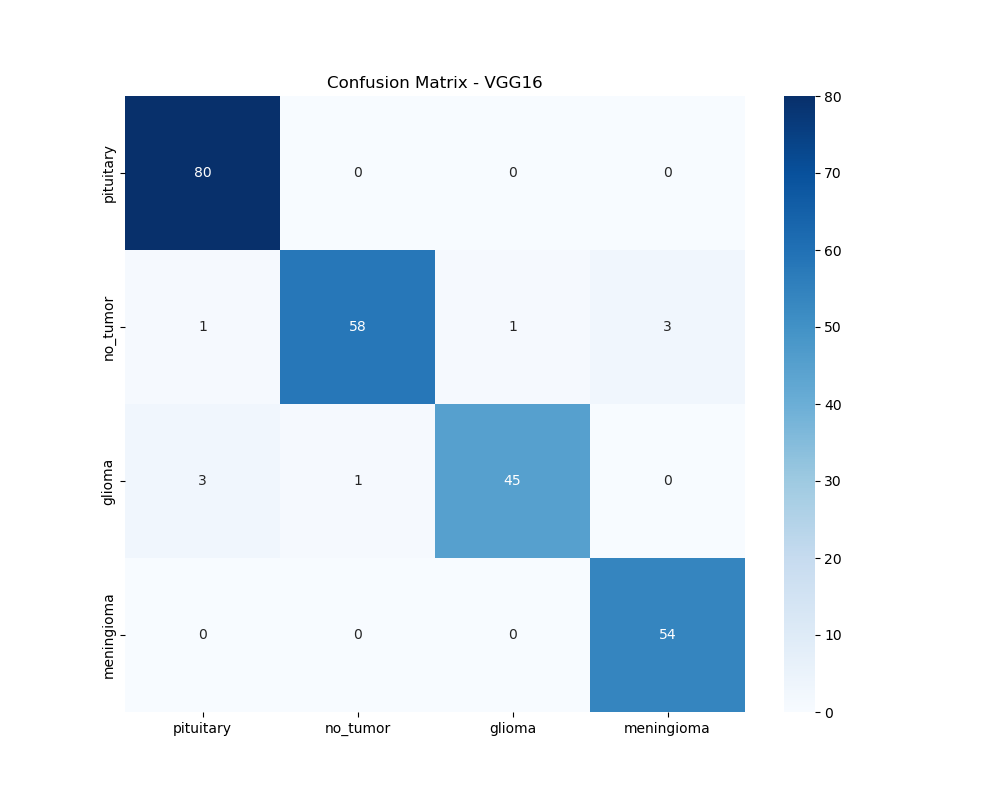 Confusion Matrix - VGG16
pituitary
80 0 0 0
no_tumor
1 58 1 3
glioma
3 1 45 0
meningioma
0 0 0 54
pituitary no_tumor glioma meningioma
80
70
60
50
40
30
20
10
0